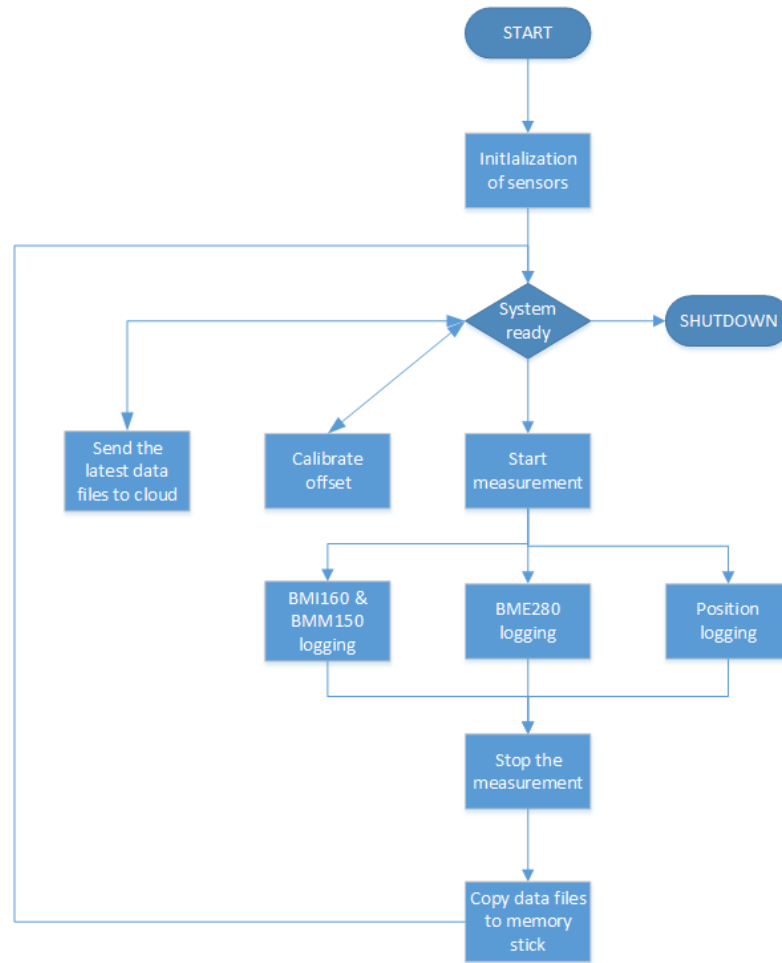 START
InitIalization
of sensors
System
ready
SHUTDOWN
Send the
latest data
files to cloud
Calibrate
offset
Start
measurement
BMI160 &
BMM150
logging
BME280
logging
Position
logging
Stop the
measurement
Copy data files
to memory
stick